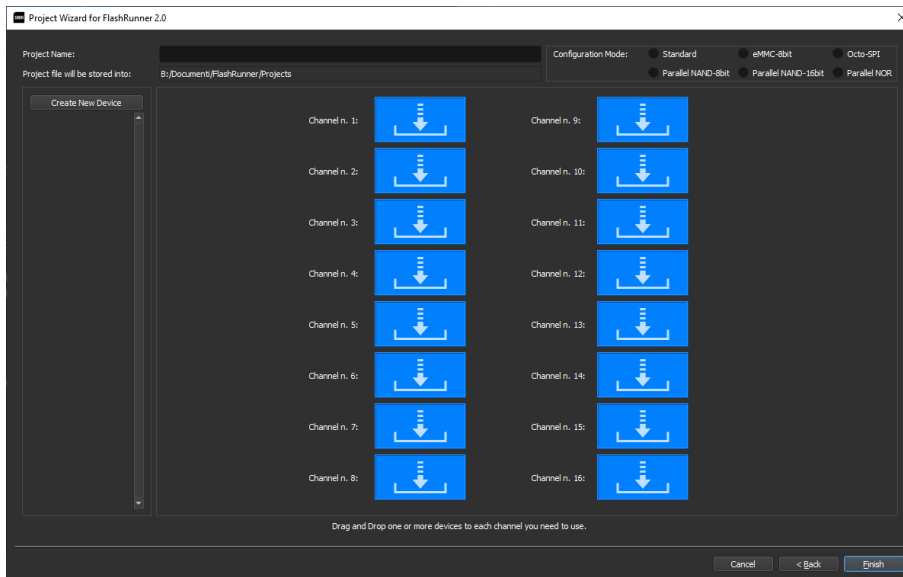 Project Wizard for FlashRunner 2.0
Project Name:
Configuration Mode: Standard eMMC-8bit Octo-SPI
Project file will be stored into: B:/Documenti/FlashRunner/Projects
Parallel NAND-8bit Parallel NAND-16bit Parallel NOR
Create New Device
Channel n. 1: Channel n. 9:
Channel n. 2: Channel n. 10:
Channel n. 3: Channel n. 11:
Channel n. 4: Channel n. 12:
Channel n. 5: Channel n. 13:
Channel n. 6: Channel n. 14:
Channel n. 7: Channel n. 15:
Channel n. 8: Channel n. 16:
Drag and Drop one or more devices to each channel you need to use.
Cancel < Back Finish